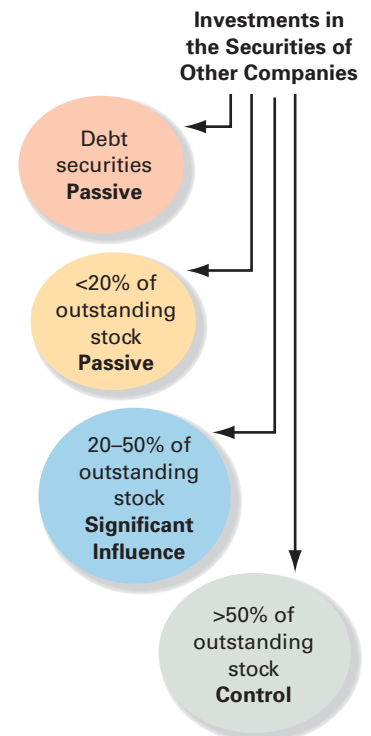 Investments in
the Securities of
Other Companies
Debt
securities
Passive
<20% of
outstanding
stock
Passive
20–50% of
outstanding
stock
Significant
Influence
>50% of
outstanding
stock
Control